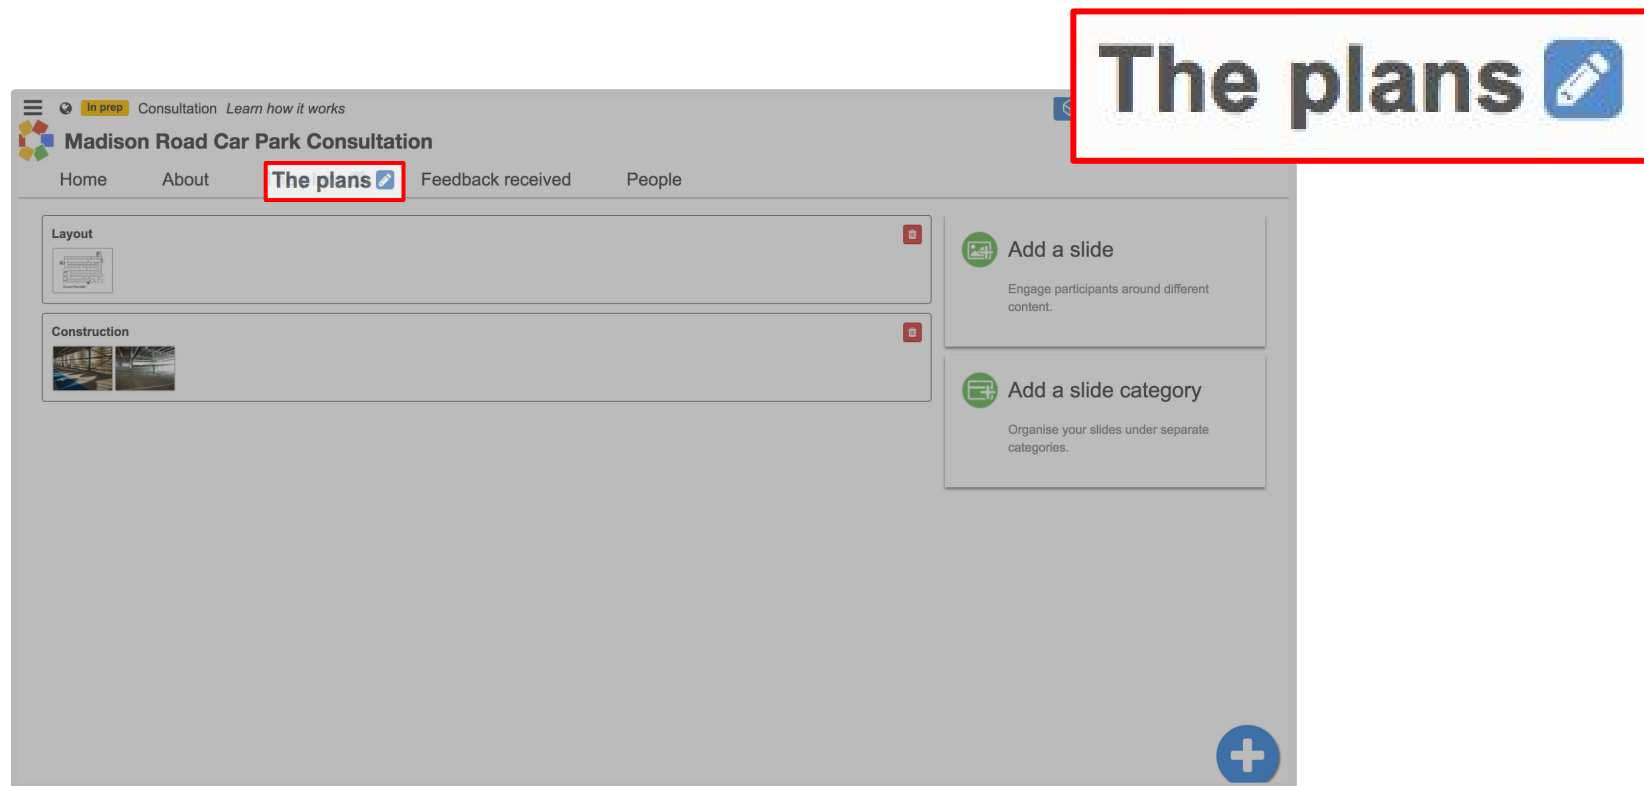 The plans
In prep Consultation Learn how it works
Madison Road Car Park Consultation
Home About The plans Feedback received People
Layout
Add a slide
Engage participants around different
content.
Construction
Add a slide category
Organise your slides under separate
categories.